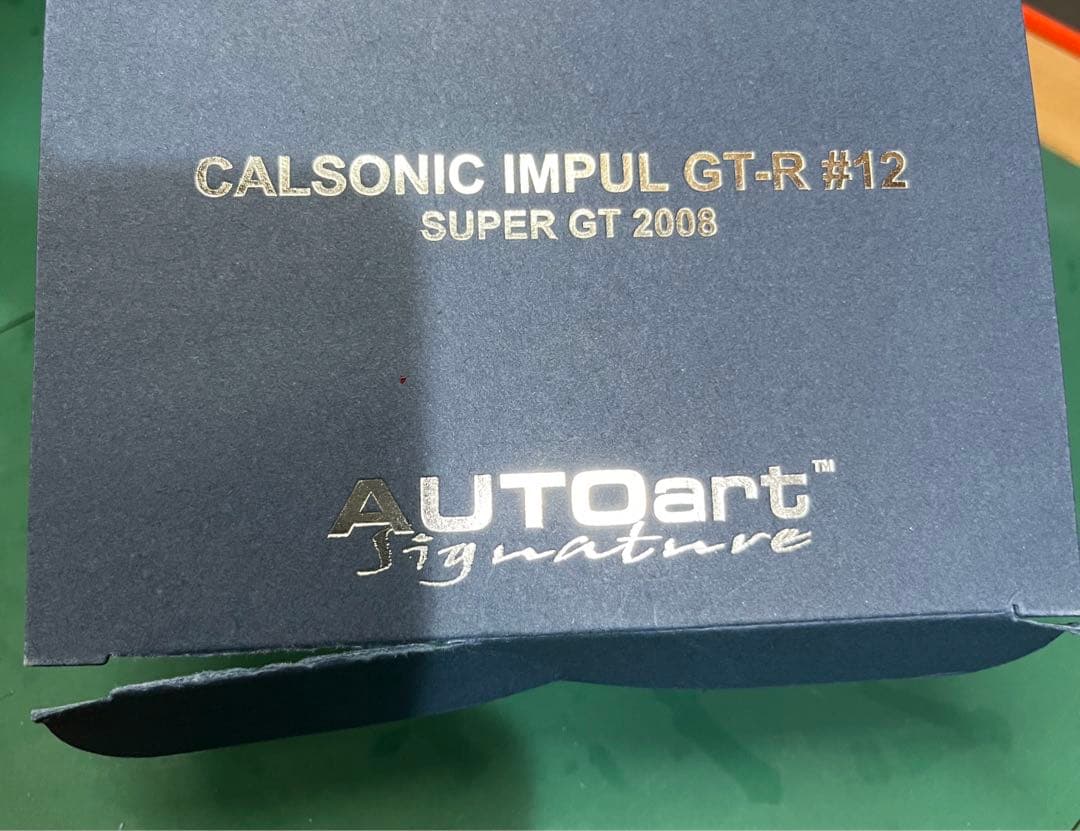 CALSONIC IMPUL GT-R #12
SUPER GT 2008
AUTOart™
Signature